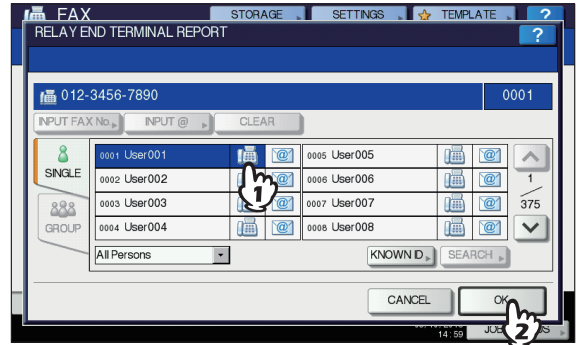 FAX STORAGE SETTINGS TEMPLATE ?
RELAY END TERMINAL REPORT ?
012-3456-7890 0001
INPUT FAX No. INPUT @ CLEAR
SINGLE
GROUP
0001 User001 0005 User005
0002 User002 0006 User006
0003 User003 0007 User007
0004 User004 0008 User008
1
375
All Persons KNOWN ID SEARCH
CANCEL OK
1
2
14:59 JOB